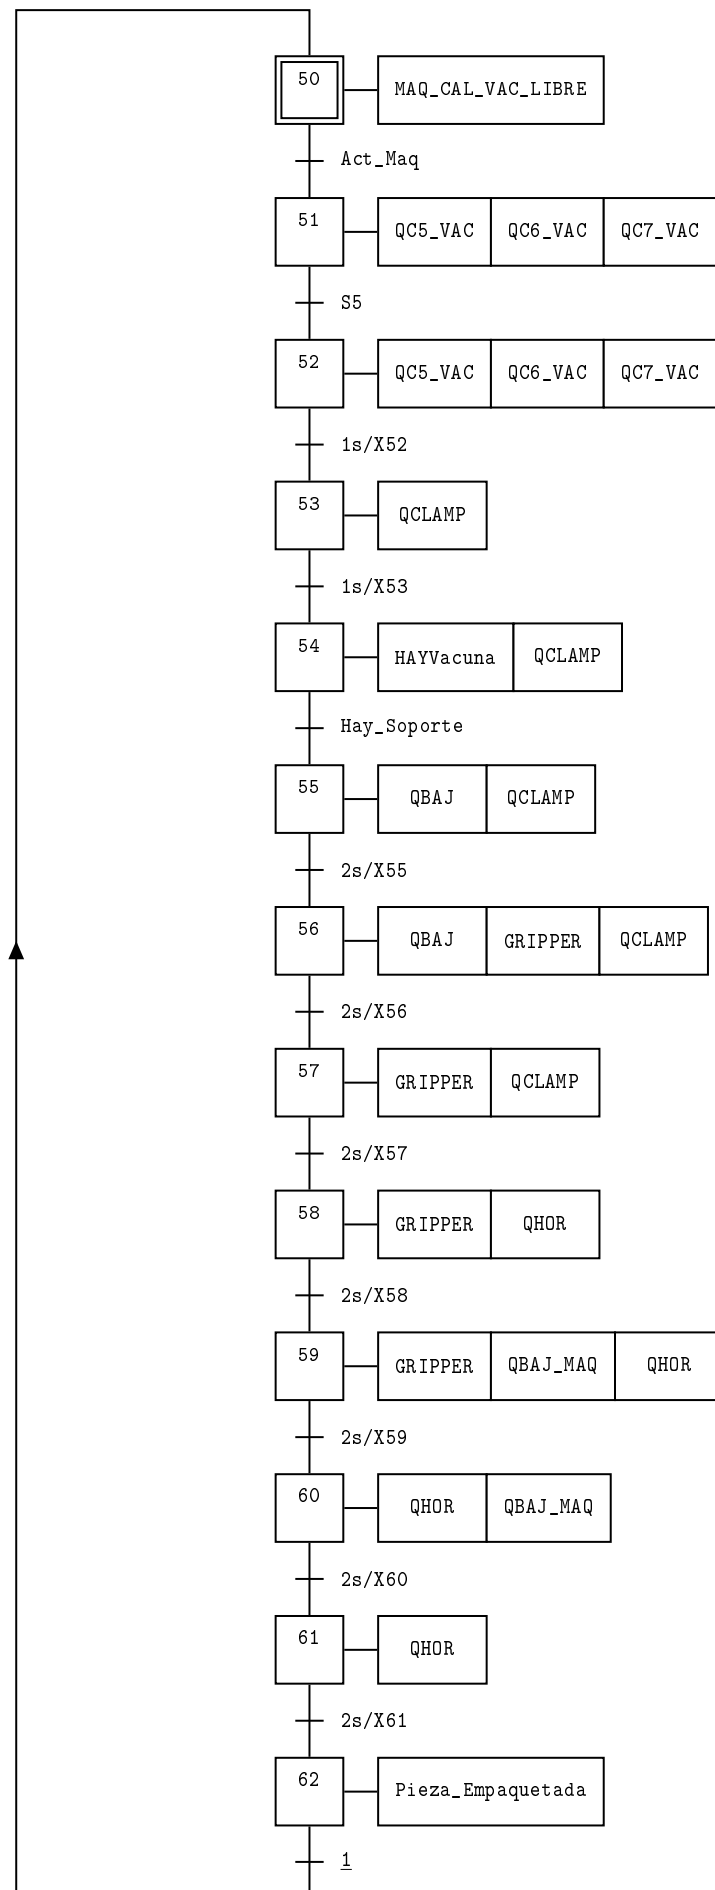 50 MAQ_CAL_VAC_LIBRE
Act_Maq
51 QC5_VAC QC6_VAC QC7_VAC
S5
52 QC5_VAC QC6_VAC QC7_VAC
1s/X52
53 QCLAMP
1s/X53
54 HAYVacuna QCLAMP
Hay_Soporte
55 QBAJ QCLAMP
2s/X55
56 QBAJ GRIPPER QCLAMP
2s/X56
57 GRIPPER QCLAMP
2s/X57
58 GRIPPER QHOR
2s/X58
59 GRIPPER QBAJ_MAQ QHOR
2s/X59
60 QHOR QBAJ_MAQ
2s/X60
61 QHOR
2s/X61
62 Pieza_Empaquetada
1